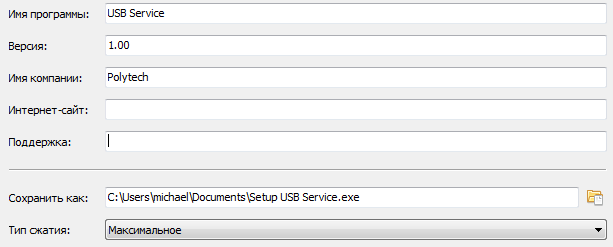 Имя программы: USB Service
Версия: 1.00
Имя компании: Polytech
Интернет-сайт:
Поддержка:
Сохранить как: C:\Users\michael\Documents\Setup USB Service.exe
Тип сжатия: Максимальное